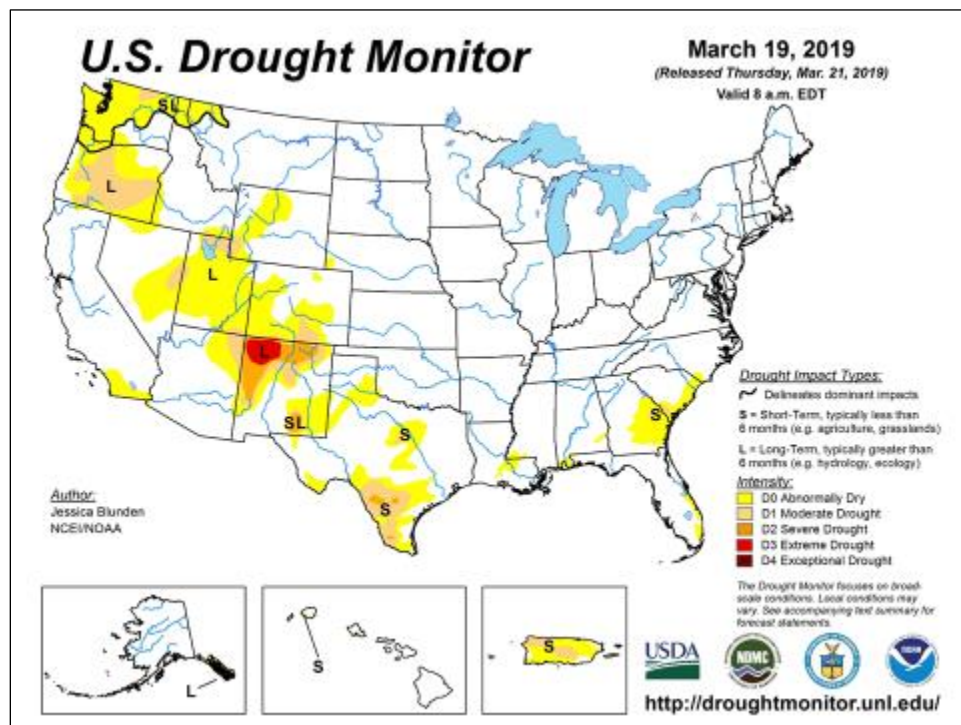 U.S. Drought Monitor
March 19, 2019
(Released Thursday, Mar. 21, 2019)
Valid 8 a.m. EDT
SL
L
L
L
SL
S
S
S
Drought Impact Types:
Delineates dominant impacts
S = Short-Term, typically less than
6 months (e.g. agriculture, grasslands)
L = Long-Term, typically greater than
6 months (e.g. hydrology, ecology)
Intensity:
D0 Abnormally Dry
D1 Moderate Drought
D2 Severe Drought
D3 Extreme Drought
D4 Exceptional Drought
Author:
Jessica Blunden
NCEI/NOAA
The Drought Monitor focuses on broad-
scale conditions. Local conditions may
vary. See accompanying text summary for
forecast statements.
L
S
S
USDA
NDMC
http://droughtmonitor.unl.edu/